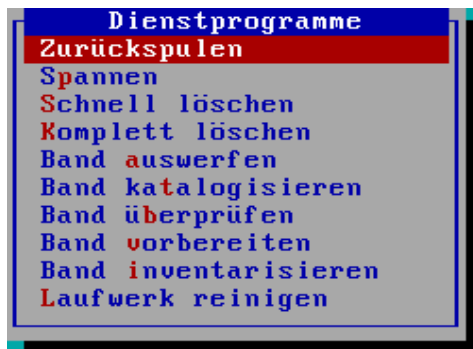 Dienstprogramme
Zurückspulen
Spannen
Schnell löschen
Komplett löschen
Band auswerfen
Band katalogisieren
Band überprüfen
Band vorbereiten
Band inventarisieren
Laufwerk reinigen